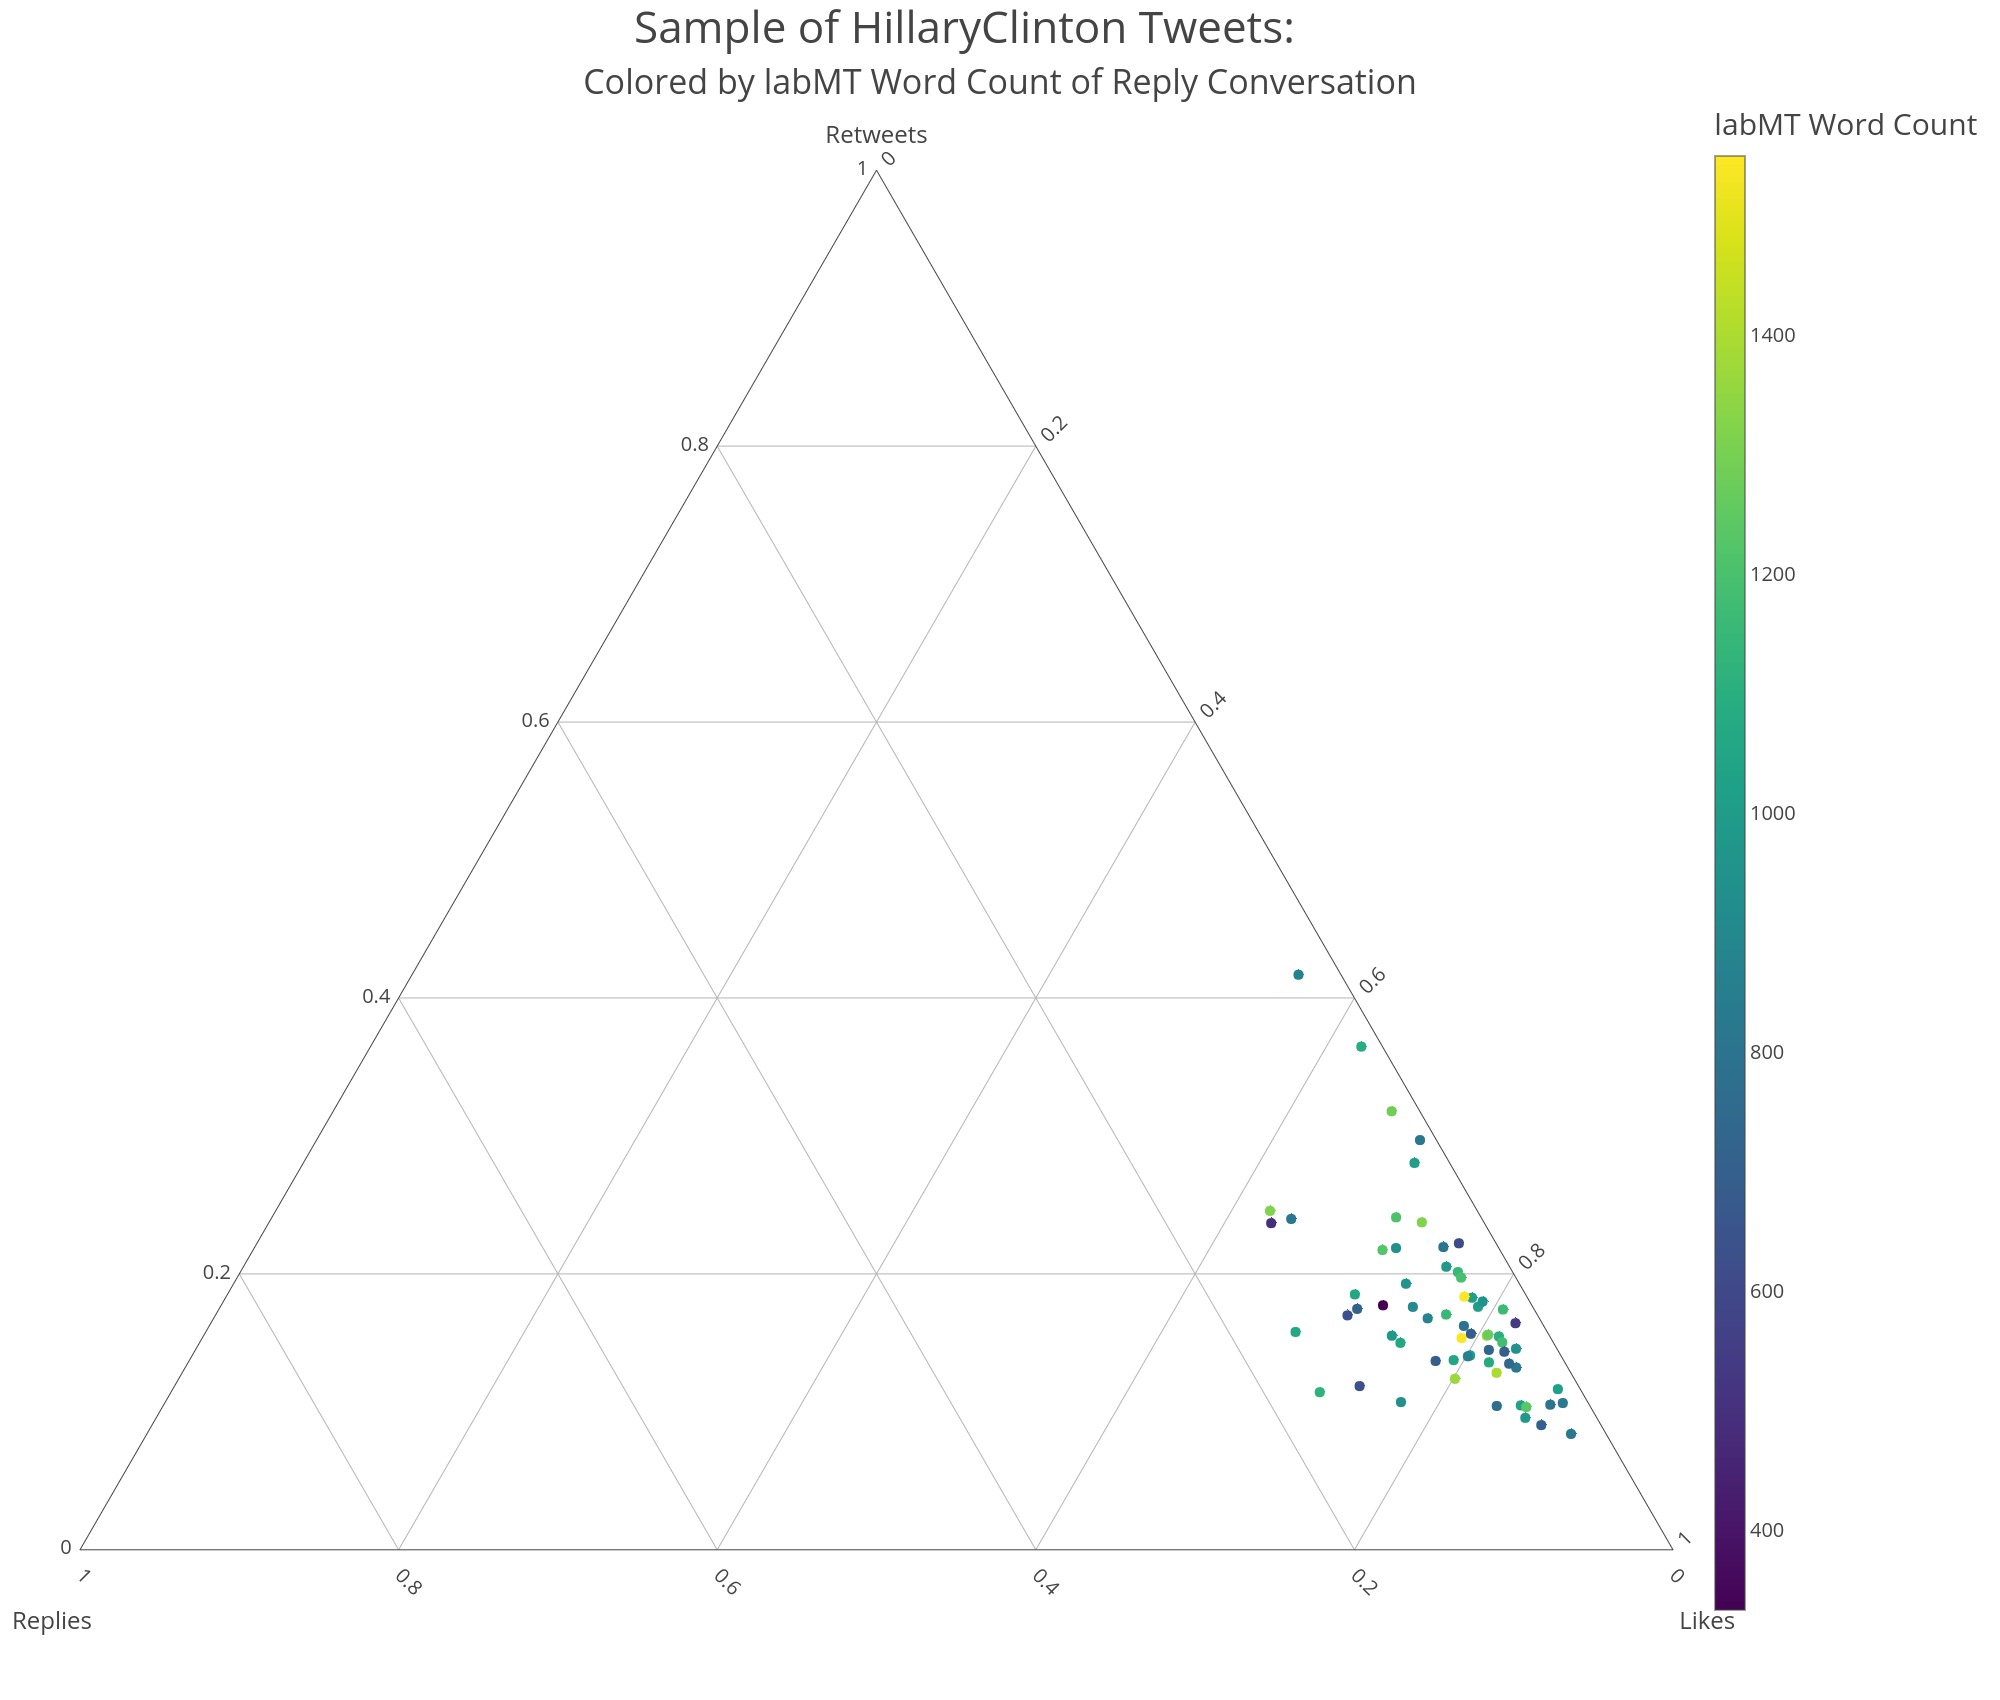 Sample of HillaryClinton Tweets:
Colored by labMT Word Count of Reply Conversation
labMT Word Count
Retweets
1 0
0.8 0.2
0.6 0.4
0.4 0.6
0.2 0.8
0 1
1 0.8 0.6 0.4 0.2 0
Replies
Likes
1400
1200
1000
800
600
400